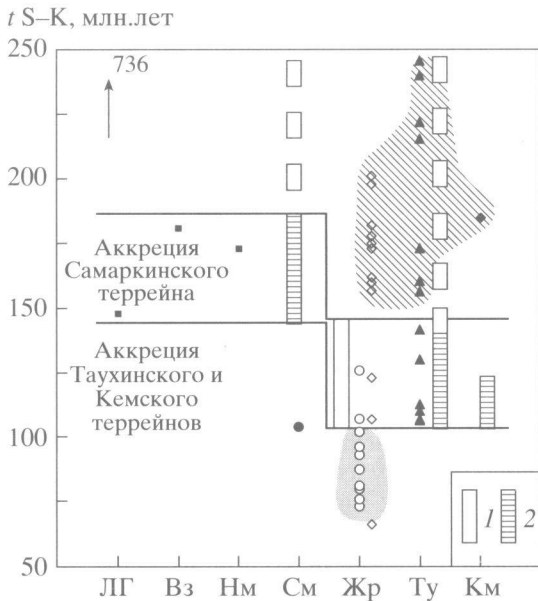 t S–K, млн.лет
250
736
200
Аккреция
Самаркинского
террейна
150
Аккреция
Таухинского и
Кемского
террейнов
100
1 2
50
ЛГ Вз Нм См Жр Ту Км